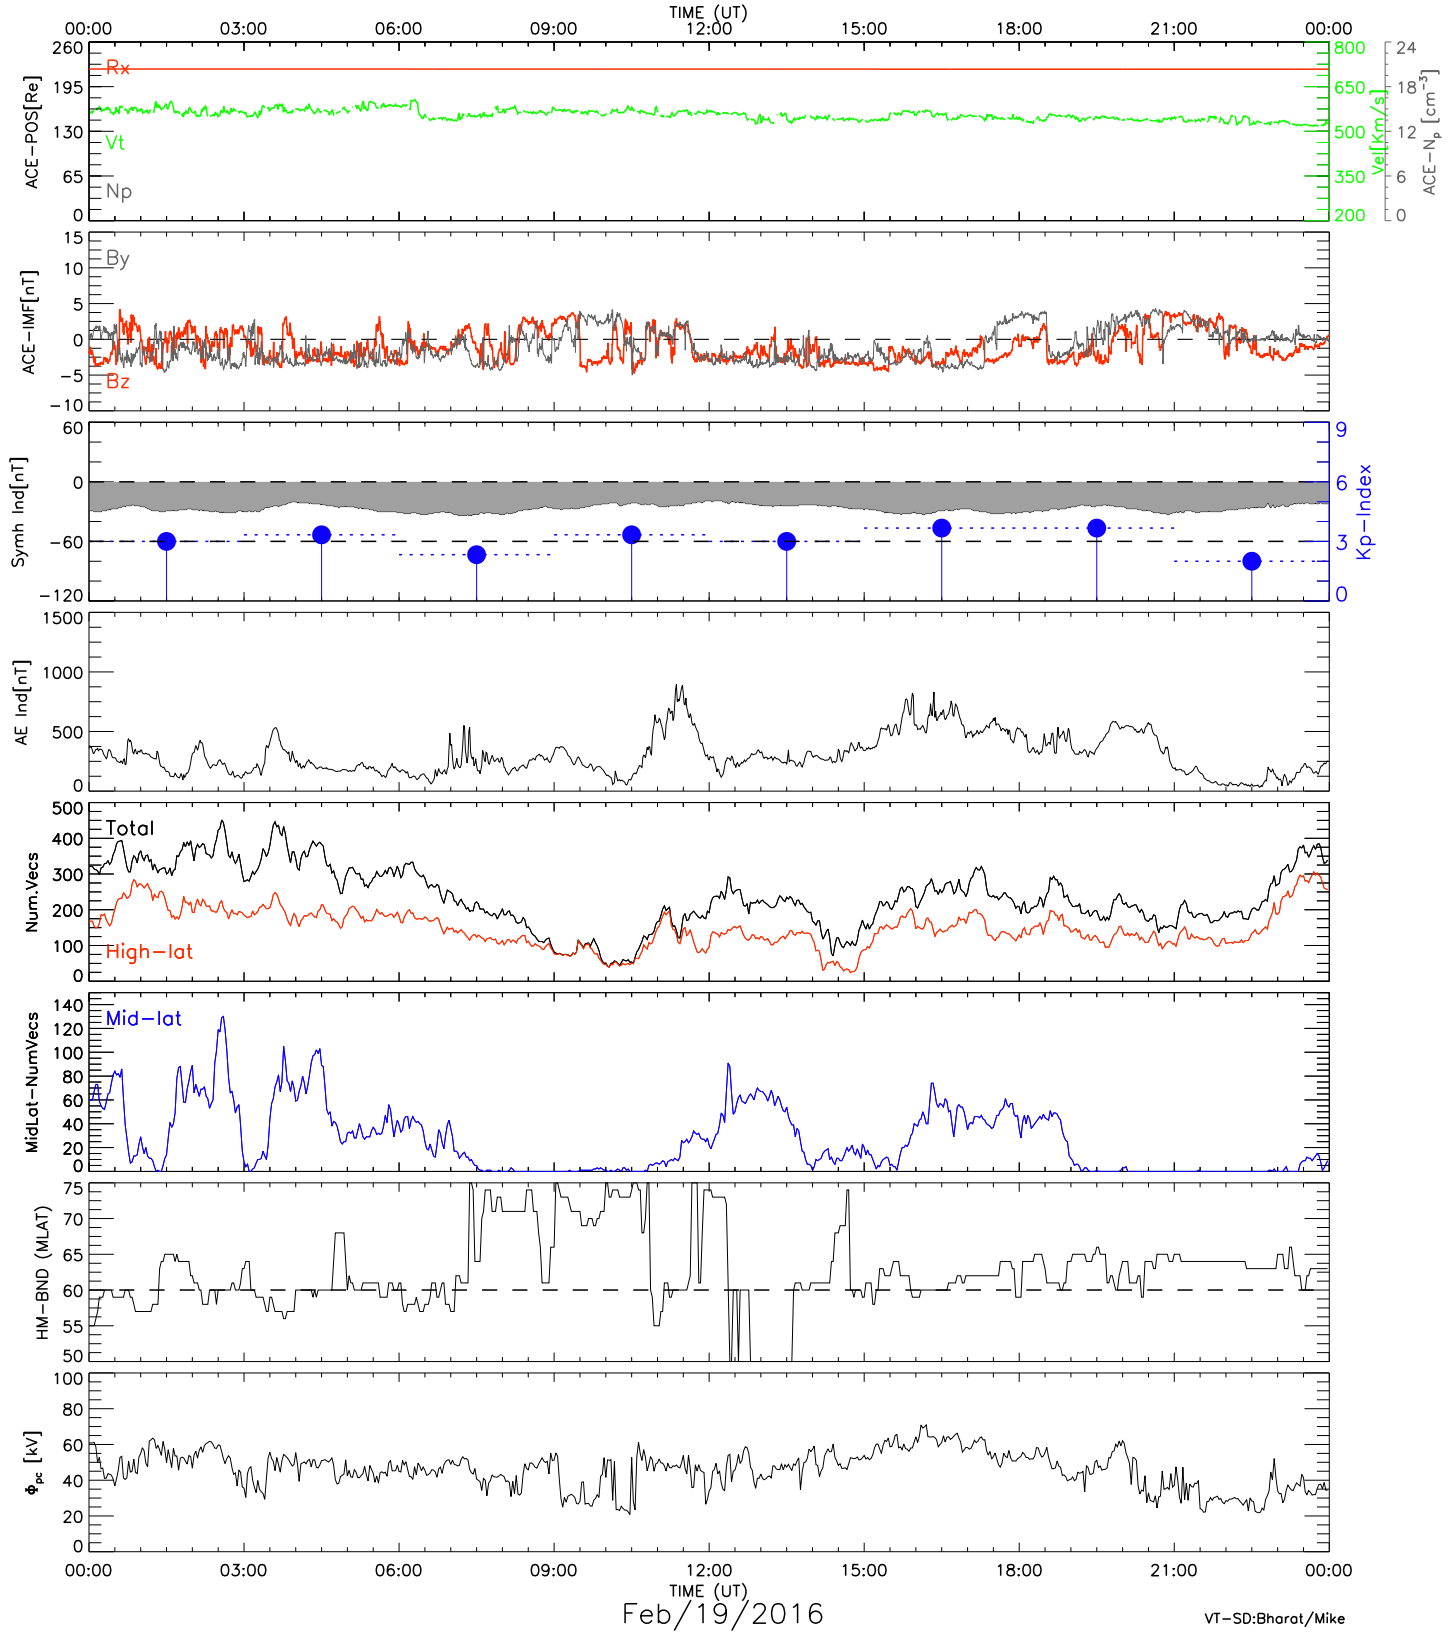 TIME (UT)
00:00 03:00 06:00 09:00 12:00 15:00 18:00 21:00 00:00
ACE-POS[Re]
260
195
130
65
0
Rx
Vt
Np
800
650
500
350
200
Vel[Km/s]
24
18
12
6
0
ACE-Np [cm-3]
ACE-IMF[nT]
15
10
5
0
-5
-10
By
Bz
Symh Ind[nT]
60
0
-60
-120
9
6
3
0
Kp-Index
AE Ind[nT]
1500
1000
500
0
Num.Vecs
500
400
300
200
100
0
Total
High-lat
MidLat-NumVecs
140
120
100
80
60
40
20
0
Mid-lat
HM-BND (MLAT)
75
70
65
60
55
50
Φpc [kV]
100
80
60
40
20
0
00:00 03:00 06:00 09:00 12:00 15:00 18:00 21:00 00:00
TIME (UT)
Feb/19/2016
VT-SD:Bharat/Mike